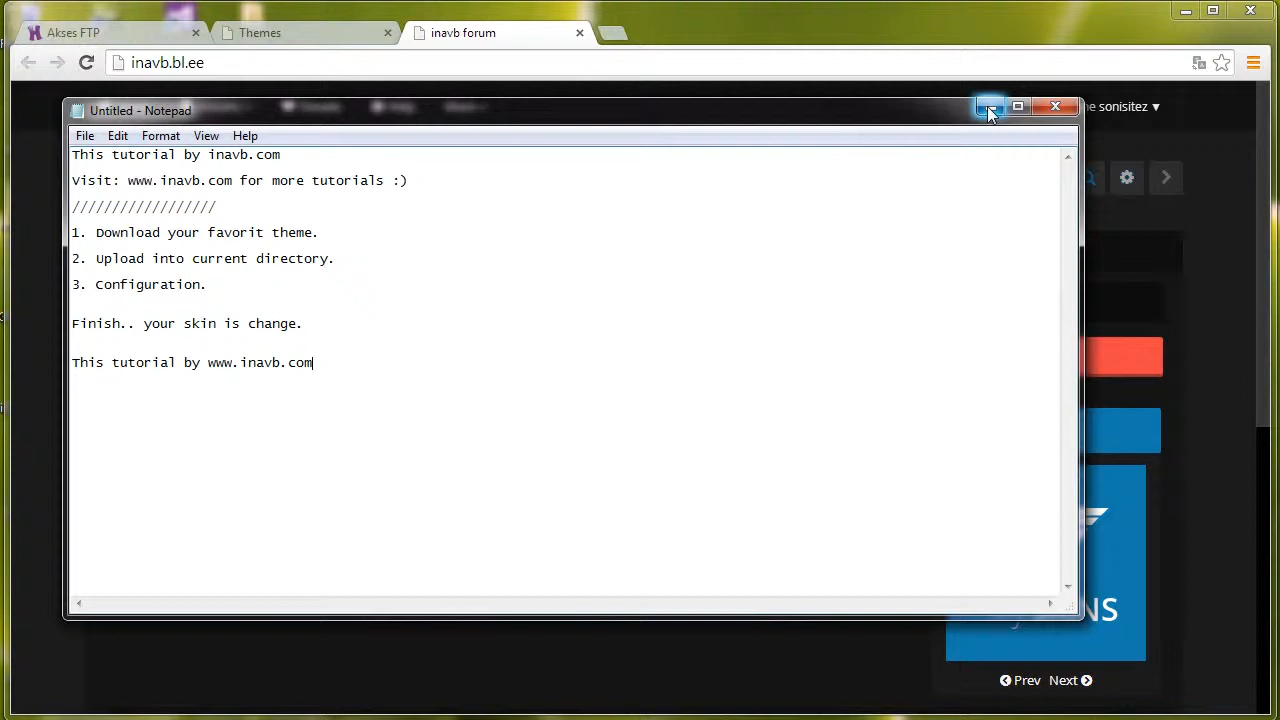 Akses FTP
Themes
inavb forum
inavb.bl.ee
Untitled - Notepad
sonisitez
File Edit Format View Help
This tutorial by inavb.com
Visit: www.inavb.com for more tutorials :)
//////////////////
1. Download your favorit theme.
2. Upload into current directory.
3. Configuration.
Finish.. your skin is change.
This tutorial by www.inavb.com
NS
Prev Next